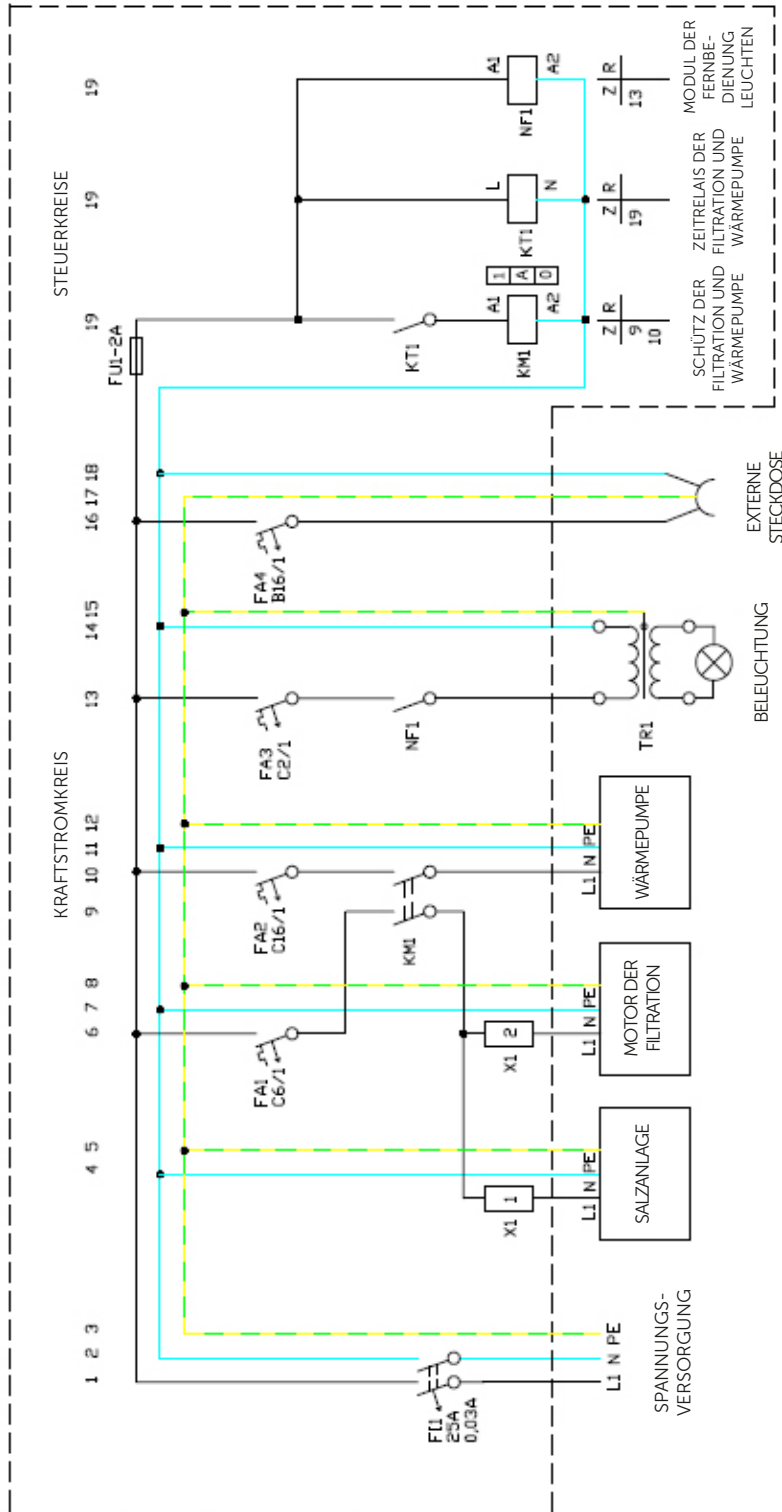 KRAFTSTROMKREIS
STEUERKREISE
1 2 3 4 5 6 7 8 9 10 11 12 13 14 15 16 17 18 19 19 19
FU1-2A
FI1
25A
0,03A
FA1
C6/1
FA2
C16/1
FA3
C2/1
FA4
B16/1
KM1
NF1
KT1
X1 1
X1 2
TR1
A1
KM1
A2
1 A 0
L
KT1
N
A1
NF1
A2
L1 N PE
SPANNUNGS-
VERSORGUNG
L1 N PE
SALZANLAGE
L1 N PE
MOTOR DER
FILTRATION
L1 N PE
WÄRMEPUMPE
BELEUCHTUNG
EXTERNE
STECKDOSE
Z R
9
10
SCHÜTZ DER
FILTRATION UND
WÄRMEPUMPE
Z R
19
ZEITRELAIS DER
FILTRATION UND
WÄRMEPUMPE
Z R
13
MODUL DER
FERNBE-
DIENUNG
LEUCHTEN